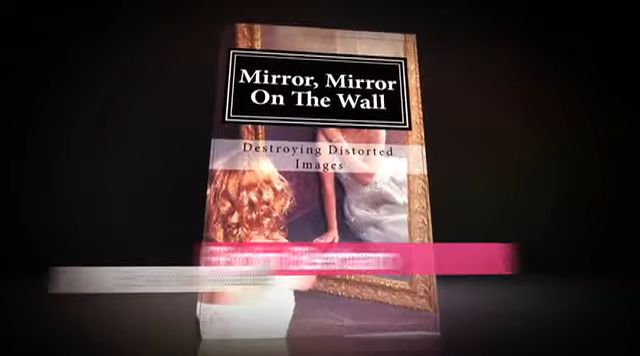 Mirror, Mirror
On The Wall
Destroying Distorted
Images